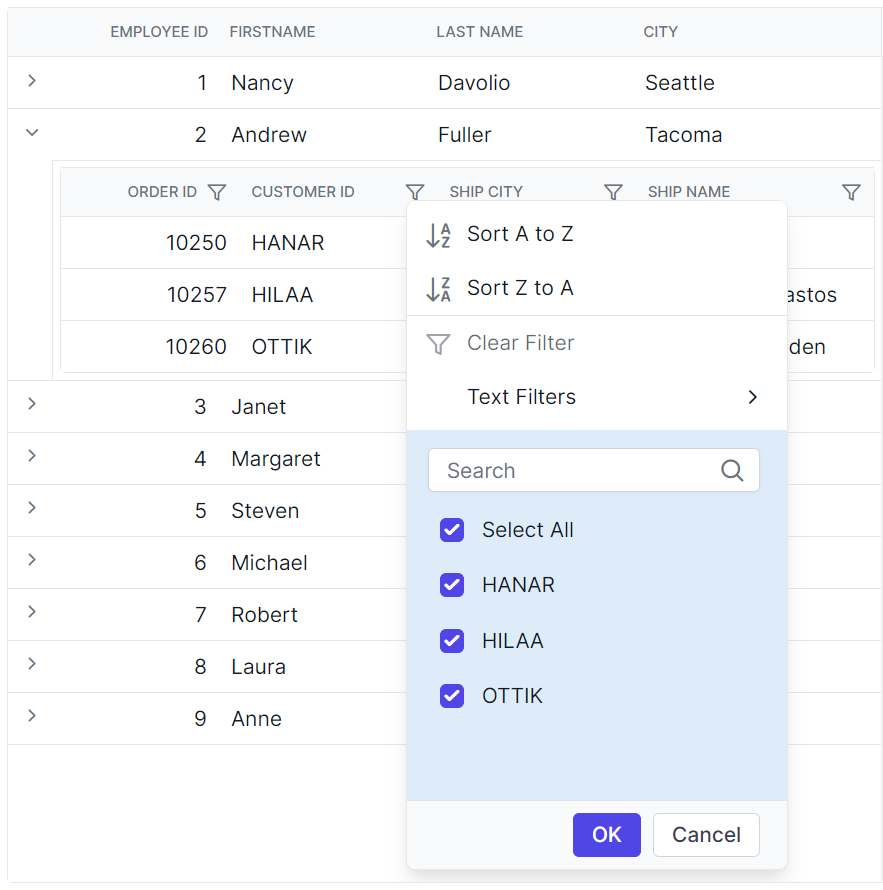 EMPLOYEE ID FIRSTNAME LAST NAME CITY
1 Nancy Davolio Seattle
2 Andrew Fuller Tacoma
ORDER ID CUSTOMER ID SHIP CITY SHIP NAME
10250 HANAR
10257 HILAA astos
10260 OTTIK den
3 Janet
4 Margaret
5 Steven
6 Michael
7 Robert
8 Laura
9 Anne
Sort A to Z
Sort Z to A
Clear Filter
Text Filters
Search
Select All
HANAR
HILAA
OTTIK
OK Cancel